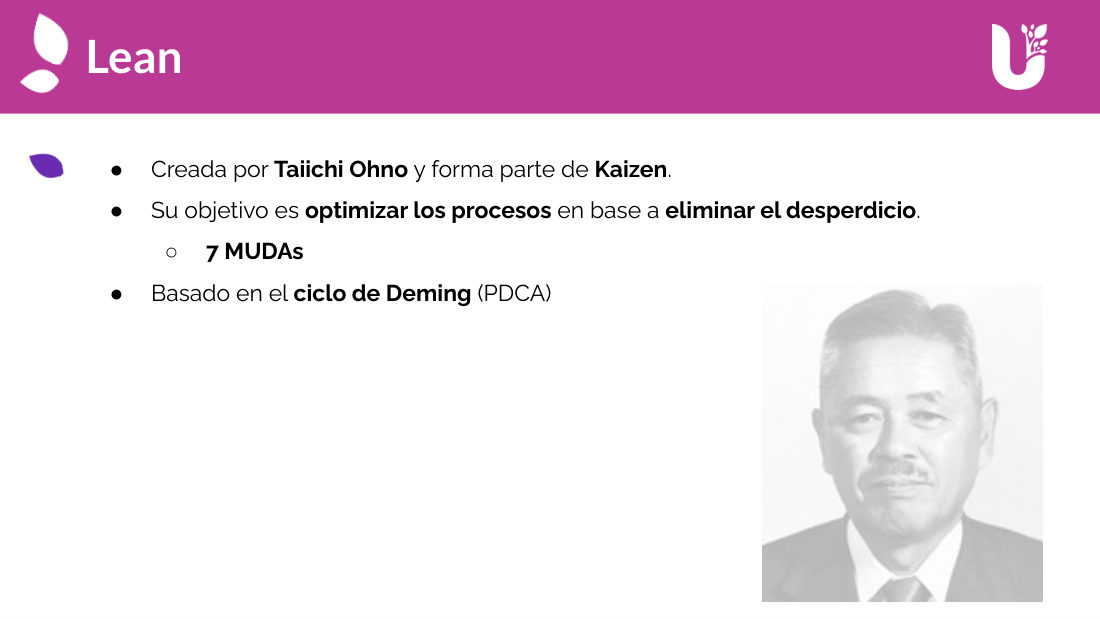 Lean
● Creada por Taiichi Ohno y forma parte de Kaizen.
● Su objetivo es optimizar los procesos en base a eliminar el desperdicio.
○ 7 MUDAs
● Basado en el ciclo de Deming (PDCA)